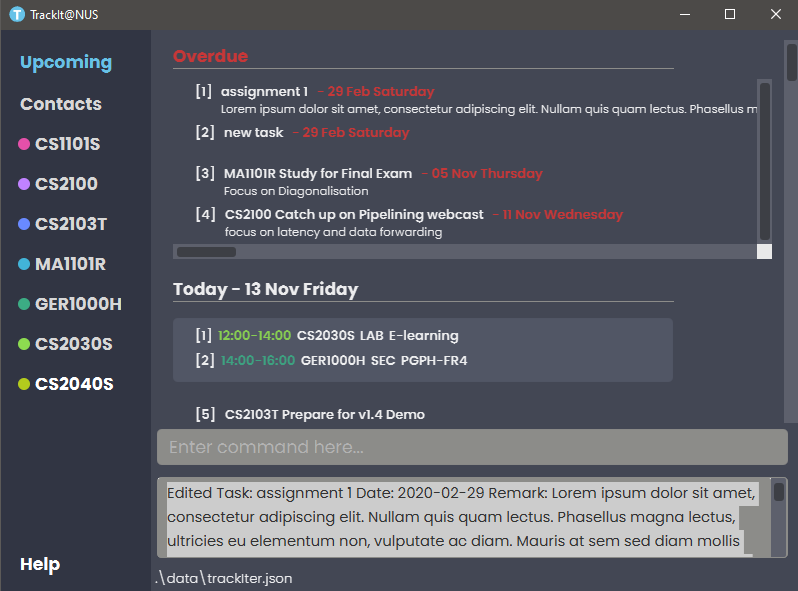 TrackIt@NUS
Upcoming
Contacts
CS1101S
CS2100
CS2103T
MA1101R
GER1000H
CS2030S
CS2040S
Help
Overdue
[1] assignment 1 - 29 Feb Saturday
Lorem ipsum dolor sit amet, consectetur adipiscing elit. Nullam quis quam lectus. Phasellus m
[2] new task - 29 Feb Saturday
[3] MA1101R Study for Final Exam - 05 Nov Thursday
Focus on Diagonalisation
[4] CS2100 Catch up on Pipelining webcast - 11 Nov Wednesday
focus on latency and data forwarding
Today - 13 Nov Friday
[1] 12:00-14:00 CS2030S LAB E-learning
[2] 14:00-16:00 GER1000H SEC PGPH-FR4
[5] CS2103T Prepare for v1.4 Demo
Enter command here...
Edited Task: assignment 1 Date: 2020-02-29 Remark: Lorem ipsum dolor sit amet,
consectetur adipiscing elit. Nullam quis quam lectus. Phasellus magna lectus,
ultricies eu elementum non, vulputate ac diam. Mauris at sem sed diam mollis
.\data\trackIter.json